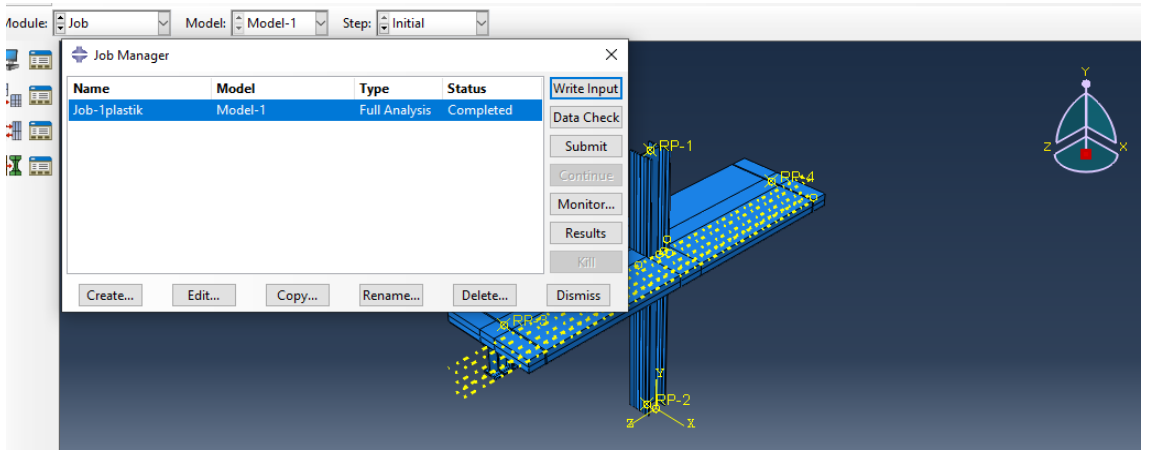 Module: Job Model: Model-1 Step: Initial
Job Manager
Name Model Type Status
Job-1plastik Model-1 Full Analysis Completed
Write Input
Data Check
Submit
Continue
Monitor...
Results
Kill
Create... Edit... Copy... Rename... Delete... Dismiss
Y
Z X
RP-1
RP-4
RP-3
RP-2
Y
Z X